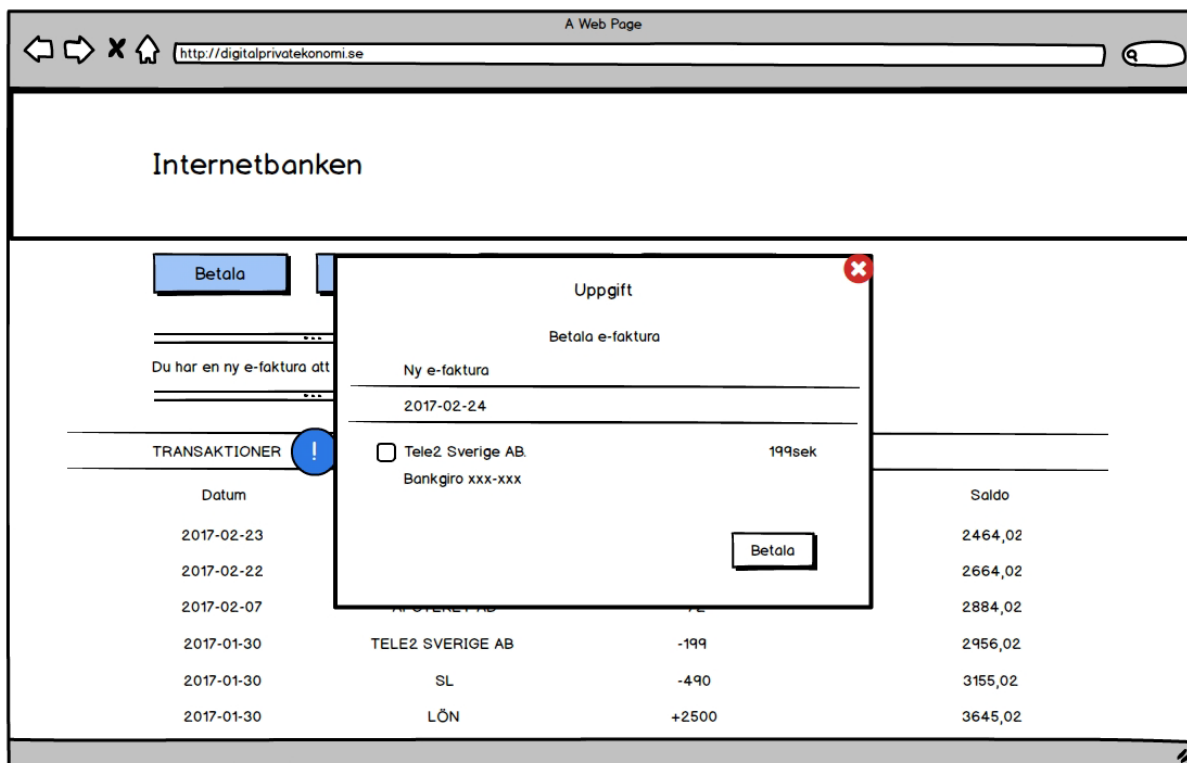 A Web Page
http://digitalprivatekonomi.se
Internetbanken
Betala
Uppgift
Betala e-faktura
Ny e-faktura
2017-02-24
Tele2 Sverige AB. 199sek
Bankgiro xxx-xxx
Betala
Du har en ny e-faktura att
TRANSAKTIONER !
Datum Saldo
2017-02-23 2464,02
2017-02-22 2664,02
2017-02-07 2884,02
2017-01-30 TELE2 SVERIGE AB -199 2956,02
2017-01-30 SL -490 3155,02
2017-01-30 LÖN +2500 3645,02